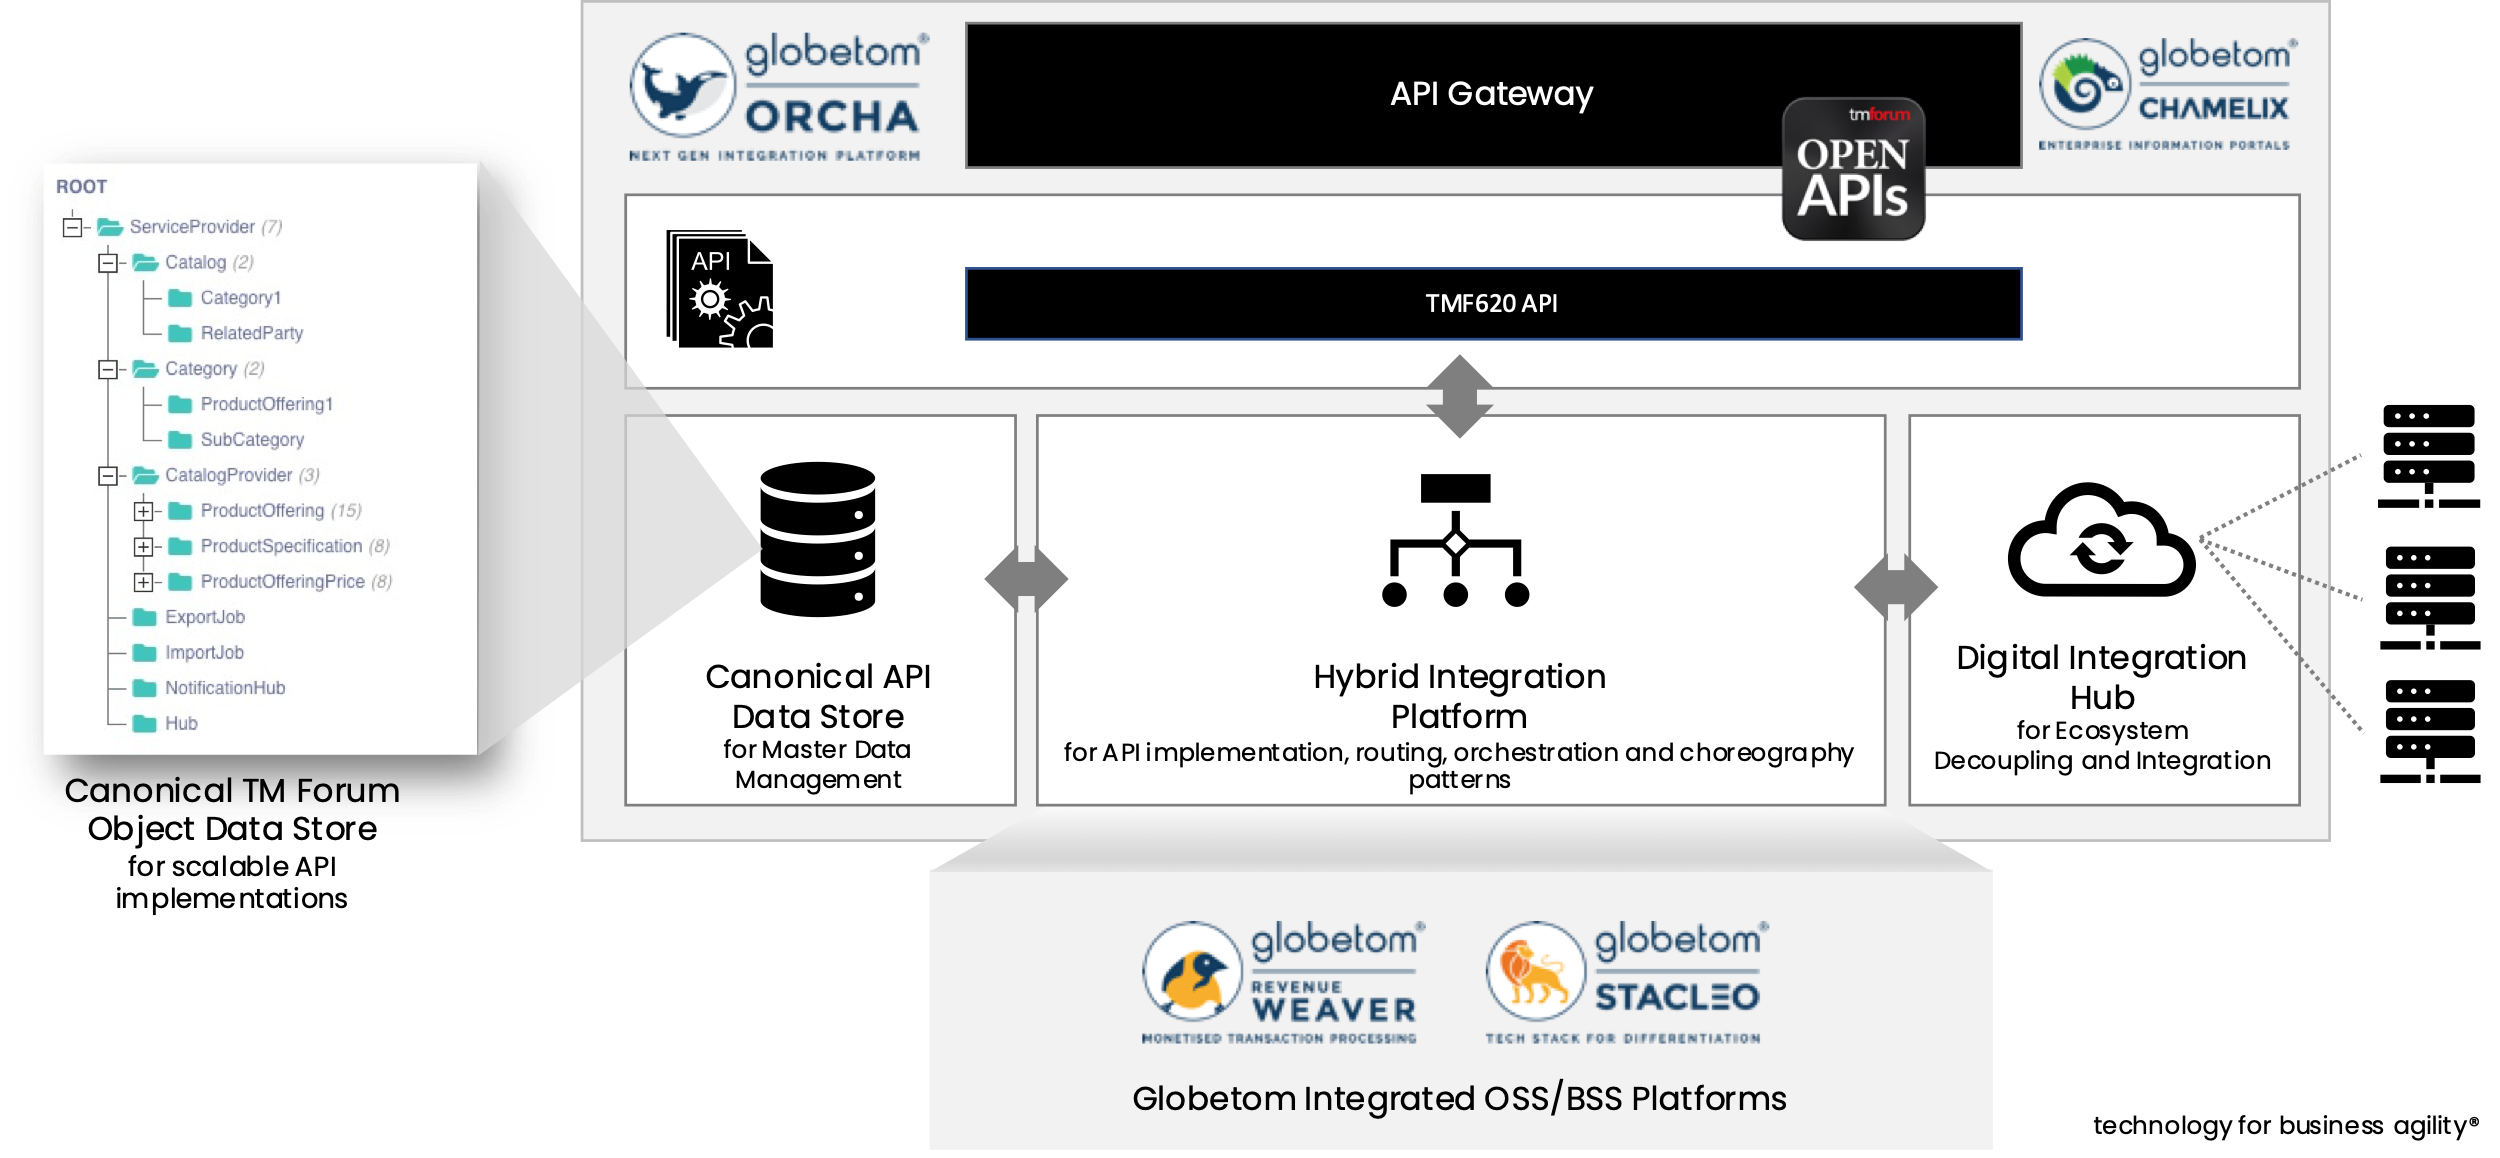 globetom®
ORCHA
NEXT GEN INTEGRATION PLATFORM
API Gateway
tmforum
OPEN
APIs
globetom®
CHAMELIX
ENTERPRISE INFORMATION PORTALS
ROOT
ServiceProvider (7)
Catalog (2)
Category1
RelatedParty
Category (2)
ProductOffering1
SubCategory
CatalogProvider (3)
ProductOffering (15)
ProductSpecification (8)
ProductOfferingPrice (8)
ExportJob
ImportJob
NotificationHub
Hub
Canonical TM Forum
Object Data Store
for scalable API
implementations
API
TMF620 API
Canonical API
Data Store
for Master Data
Management
Hybrid Integration
Platform
for API implementation, routing, orchestration and choreography
patterns
Digital Integration
Hub
for Ecosystem
Decoupling and Integration
globetom®
REVENUE
WEAVER
MONETISED TRANSACTION PROCESSING
globetom®
STACLEO
TECH STACK FOR DIFFERENTIATION
Globetom Integrated OSS/BSS Platforms
technology for business agility®